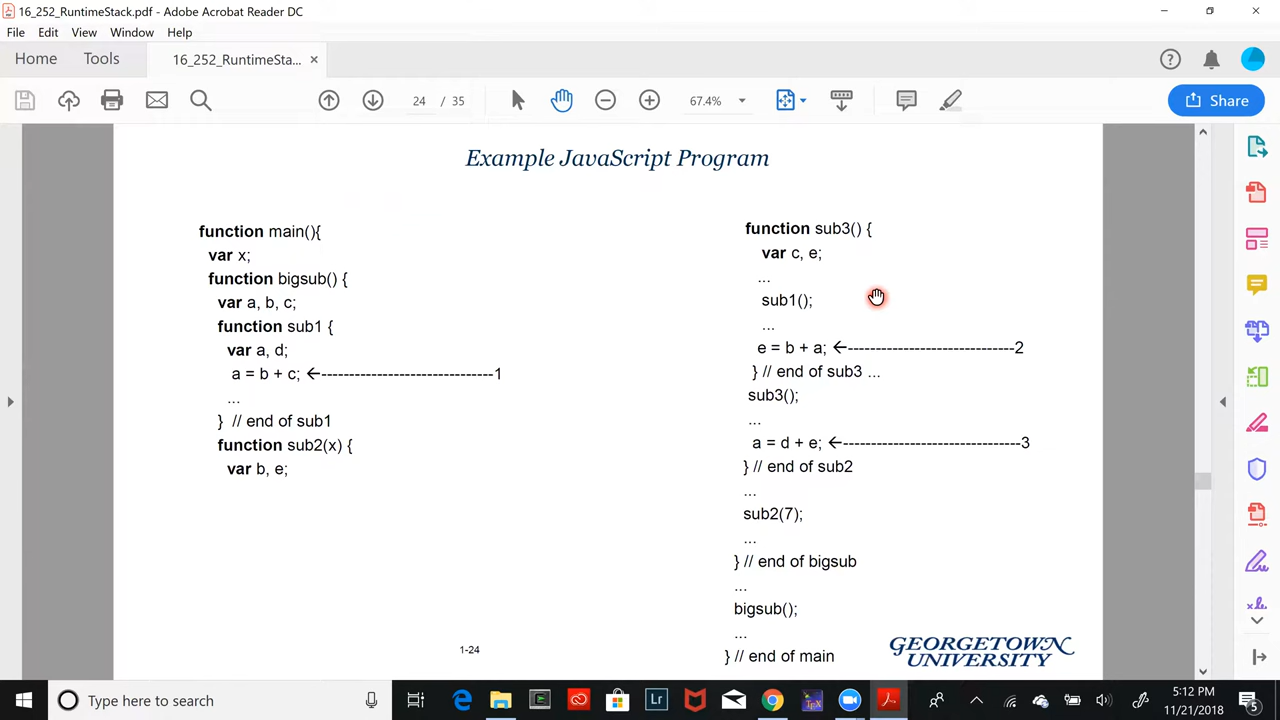 16_252_RuntimeStack.pdf - Adobe Acrobat Reader DC
File Edit View Window Help
Home Tools 16_252_RuntimeSta... ×
24 / 35 67.4% Share
Example JavaScript Program
function main(){
var x;
function bigsub() {
var a, b, c;
function sub1 {
var a, d;
a = b + c; ←-------------------------------1
...
} // end of sub1
function sub2(x) {
var b, e;
function sub3() {
var c, e;
...
sub1();
...
e = b + a; ←-----------------------------2
} // end of sub3 ...
sub3();
...
a = d + e; ←-------------------------------3
} // end of sub2
...
sub2(7);
...
} // end of bigsub
...
bigsub();
...
} // end of main
1-24
GEORGETOWN
UNIVERSITY
Type here to search
Lr
TEX
5:12 PM
11/21/2018
5